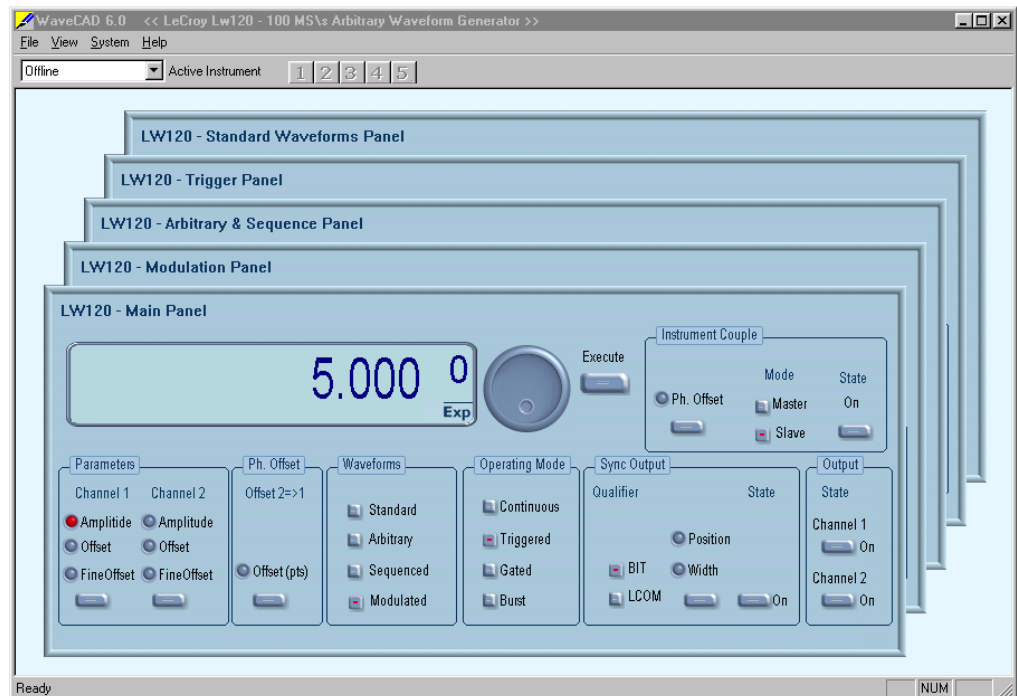 WaveCAD 6.0 << LeCroy Lw120 - 100 MS\s Arbitrary Waveform Generator >>
File View System Help
Offline Active Instrument 1 2 3 4 5
LW120 - Standard Waveforms Panel
LW120 - Trigger Panel
LW120 - Arbitrary & Sequence Panel
LW120 - Modulation Panel
LW120 - Main Panel
5.000 0
Exp
Execute
Instrument Couple
Mode State
Ph. Offset Master On
Slave
Parameters
Channel 1 Channel 2
Amplitide Amplitude
Offset Offset
FineOffset FineOffset
Ph. Offset
Offset 2=>1
Offset (pts)
Waveforms
Standard
Arbitrary
Sequenced
Modulated
Operating Mode
Continuous
Triggered
Gated
Burst
Sync Output
Qualifier State
Position
BIT Width
LCOM On
Output
State
Channel 1
On
Channel 2
On
Ready NUM